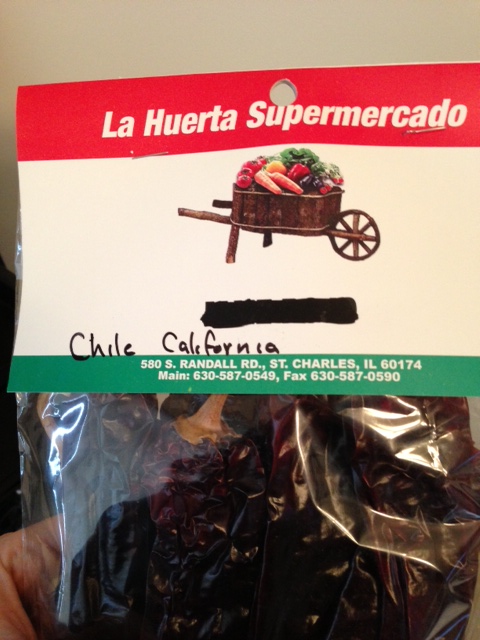 La Huerta Supermercado
Chile California
580 S. RANDALL RD., ST. CHARLES, IL 60174
Main: 630-587-0549, Fax 630-587-0590